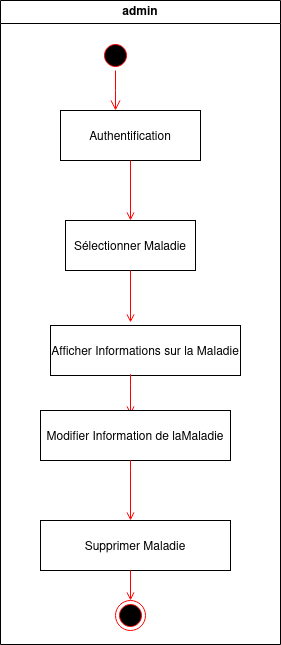 admin
Authentification
Sélectionner Maladie
Afficher Informations sur la Maladie
Modifier Information de laMaladie
Supprimer Maladie